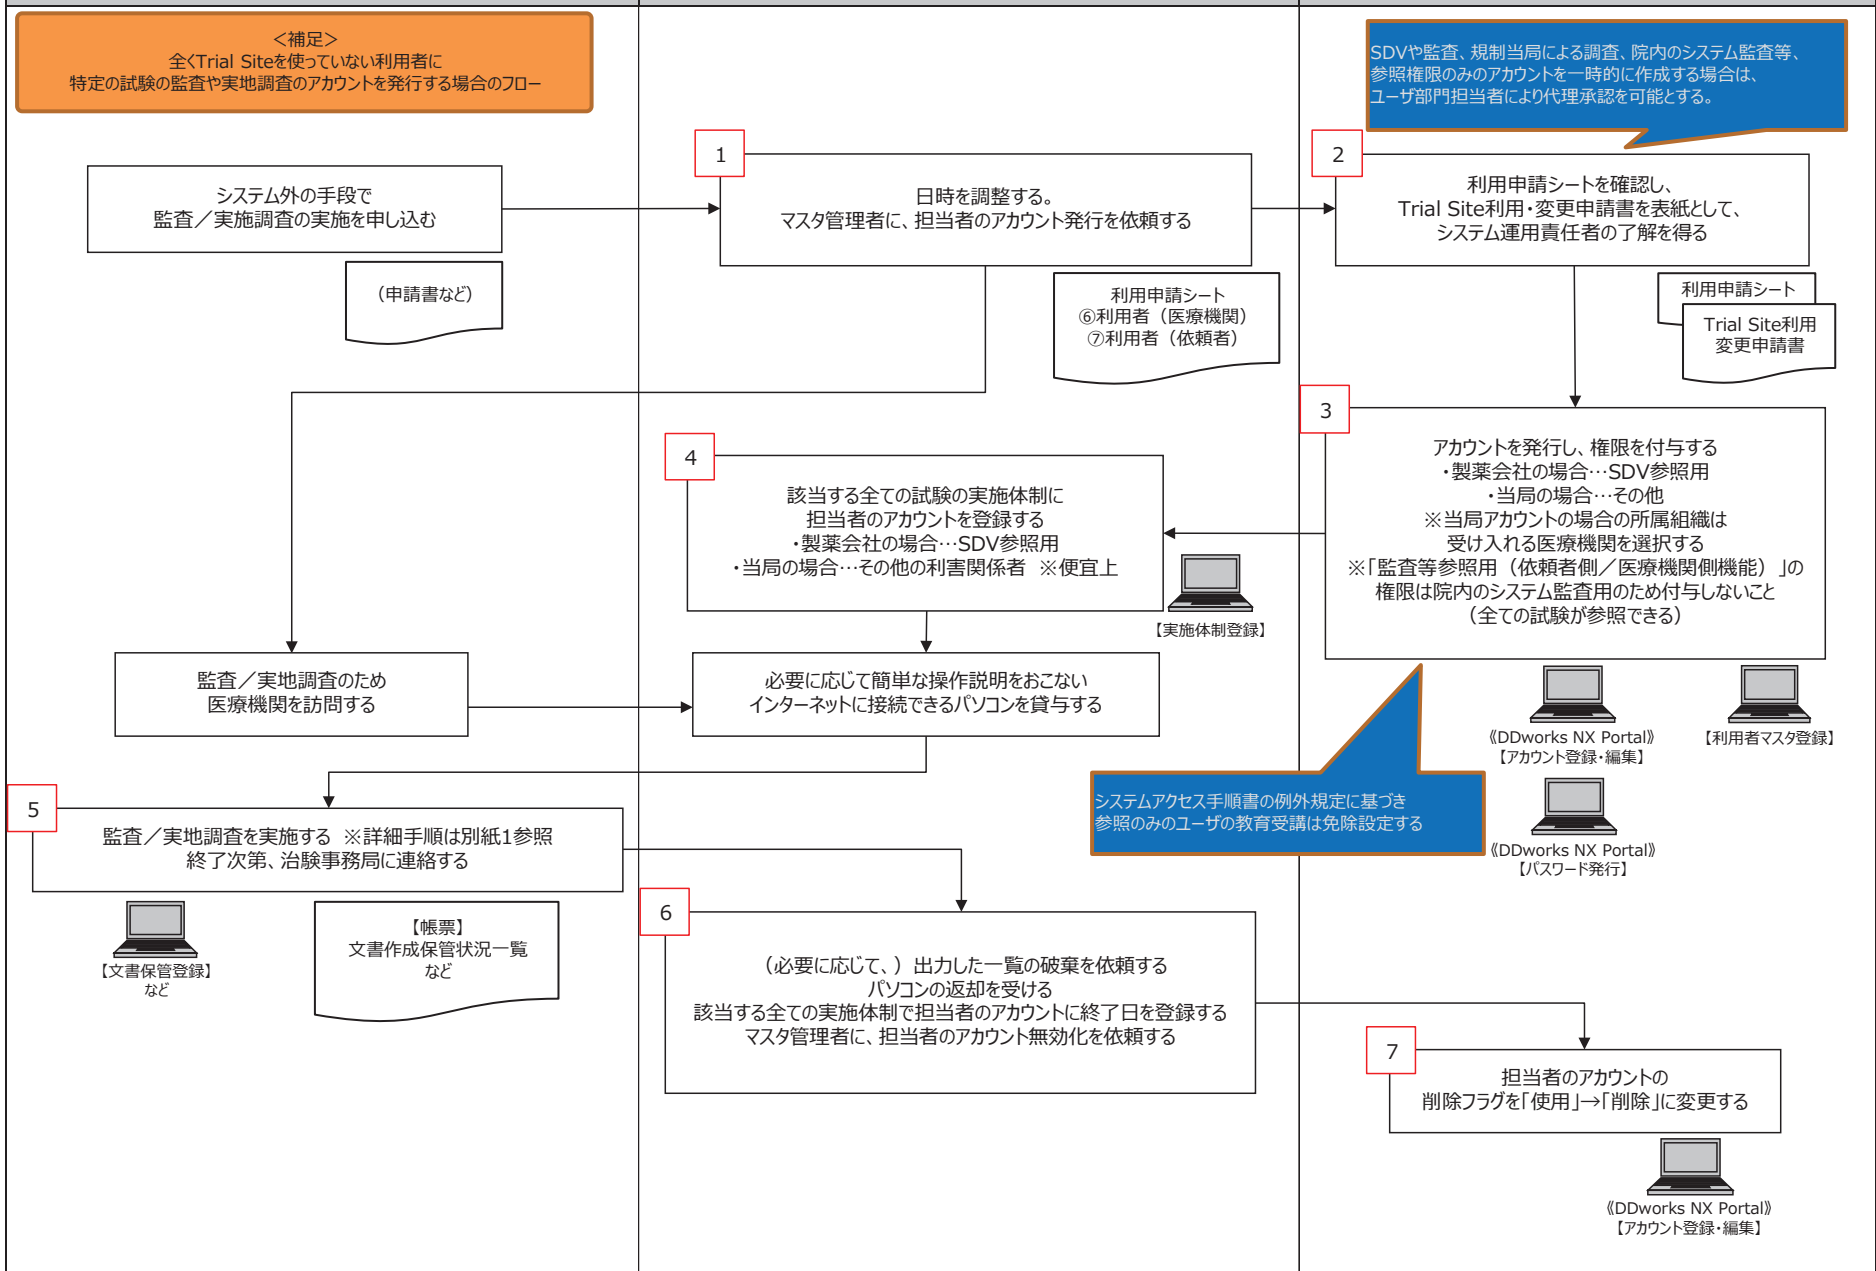 ＜補足＞
全くTrial Siteを使っていない利用者に
特定の試験の監査や実地調査のアカウントを発行する場合のフロー
SDVや監査、規制当局による調査、院内のシステム監査等、
参照権限のみのアカウントを一時的に作成する場合は、
ユーザ部門担当者により代理承認を可能とする。
システム外の手段で
監査／実施調査の実施を申し込む
（申請書など）
1
日時を調整する。
マスタ管理者に、担当者のアカウント発行を依頼する
利用申請シート
⑥利用者（医療機関）
⑦利用者（依頼者）
2
利用申請シートを確認し、
Trial Site利用・変更申請書を表紙として、
システム運用責任者の了解を得る
利用申請シート
Trial Site利用
変更申請書
3
アカウントを発行し、権限を付与する
・製薬会社の場合…SDV参照用
・当局の場合…その他
※当局アカウントの場合の所属組織は
受け入れる医療機関を選択する
※「監査等参照用（依頼者側／医療機関側機能）」の
権限は院内のシステム監査用のため付与しないこと
（全ての試験が参照できる）
《DDworks NX Portal》
【アカウント登録・編集】
【利用者マスタ登録】
《DDworks NX Portal》
【パスワード発行】
システムアクセス手順書の例外規定に基づき
参照のみのユーザの教育受講は免除設定する
4
該当する全ての試験の実施体制に
担当者のアカウントを登録する
・製薬会社の場合…SDV参照用
・当局の場合…その他の利害関係者　※便宜上
【実施体制登録】
監査／実地調査のため
医療機関を訪問する
必要に応じて簡単な操作説明をおこない
インターネットに接続できるパソコンを貸与する
5
監査／実地調査を実施する　※詳細手順は別紙1参照
終了次第、治験事務局に連絡する
【文書保管登録】
など
【帳票】
文書作成保管状況一覧
など
6
（必要に応じて、）出力した一覧の破棄を依頼する
パソコンの返却を受ける
該当する全ての実施体制で担当者のアカウントに終了日を登録する
マスタ管理者に、担当者のアカウント無効化を依頼する
7
担当者のアカウントの
削除フラグを「使用」→「削除」に変更する
《DDworks NX Portal》
【アカウント登録・編集】